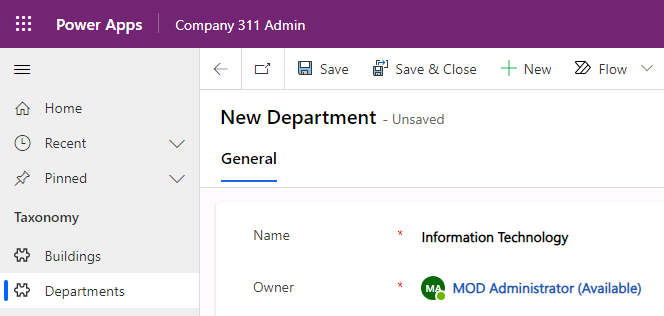 Power Apps Company 311 Admin
Save Save & Close New Flow
Home
Recent
Pinned
Taxonomy
Buildings
Departments
New Department - Unsaved
General
Name * Information Technology
Owner * MA MOD Administrator (Available)